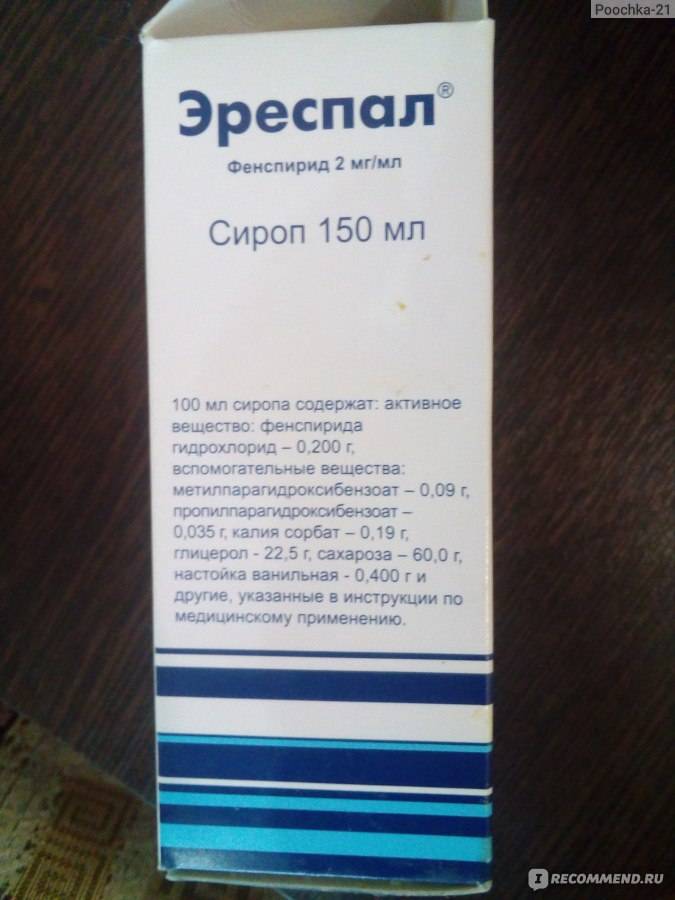 Poochka-21
Эреспал®
Фенспирид 2 мг/мл
Сироп 150 мл
100 мл сиропа содержат: активное
вещество: фенспирида
гидрохлорид – 0,200 г,
вспомогательные вещества:
метилпарагидроксибензоат – 0,09 г,
пропилпарагидроксибензоат –
0,035 г, калия сорбат – 0,19 г,
глицерол - 22,5 г, сахароза – 60,0 г,
настойка ванильная - 0,400 г и
другие, указанные в инструкции по
медицинскому применению.
IRECOMMEND.RU